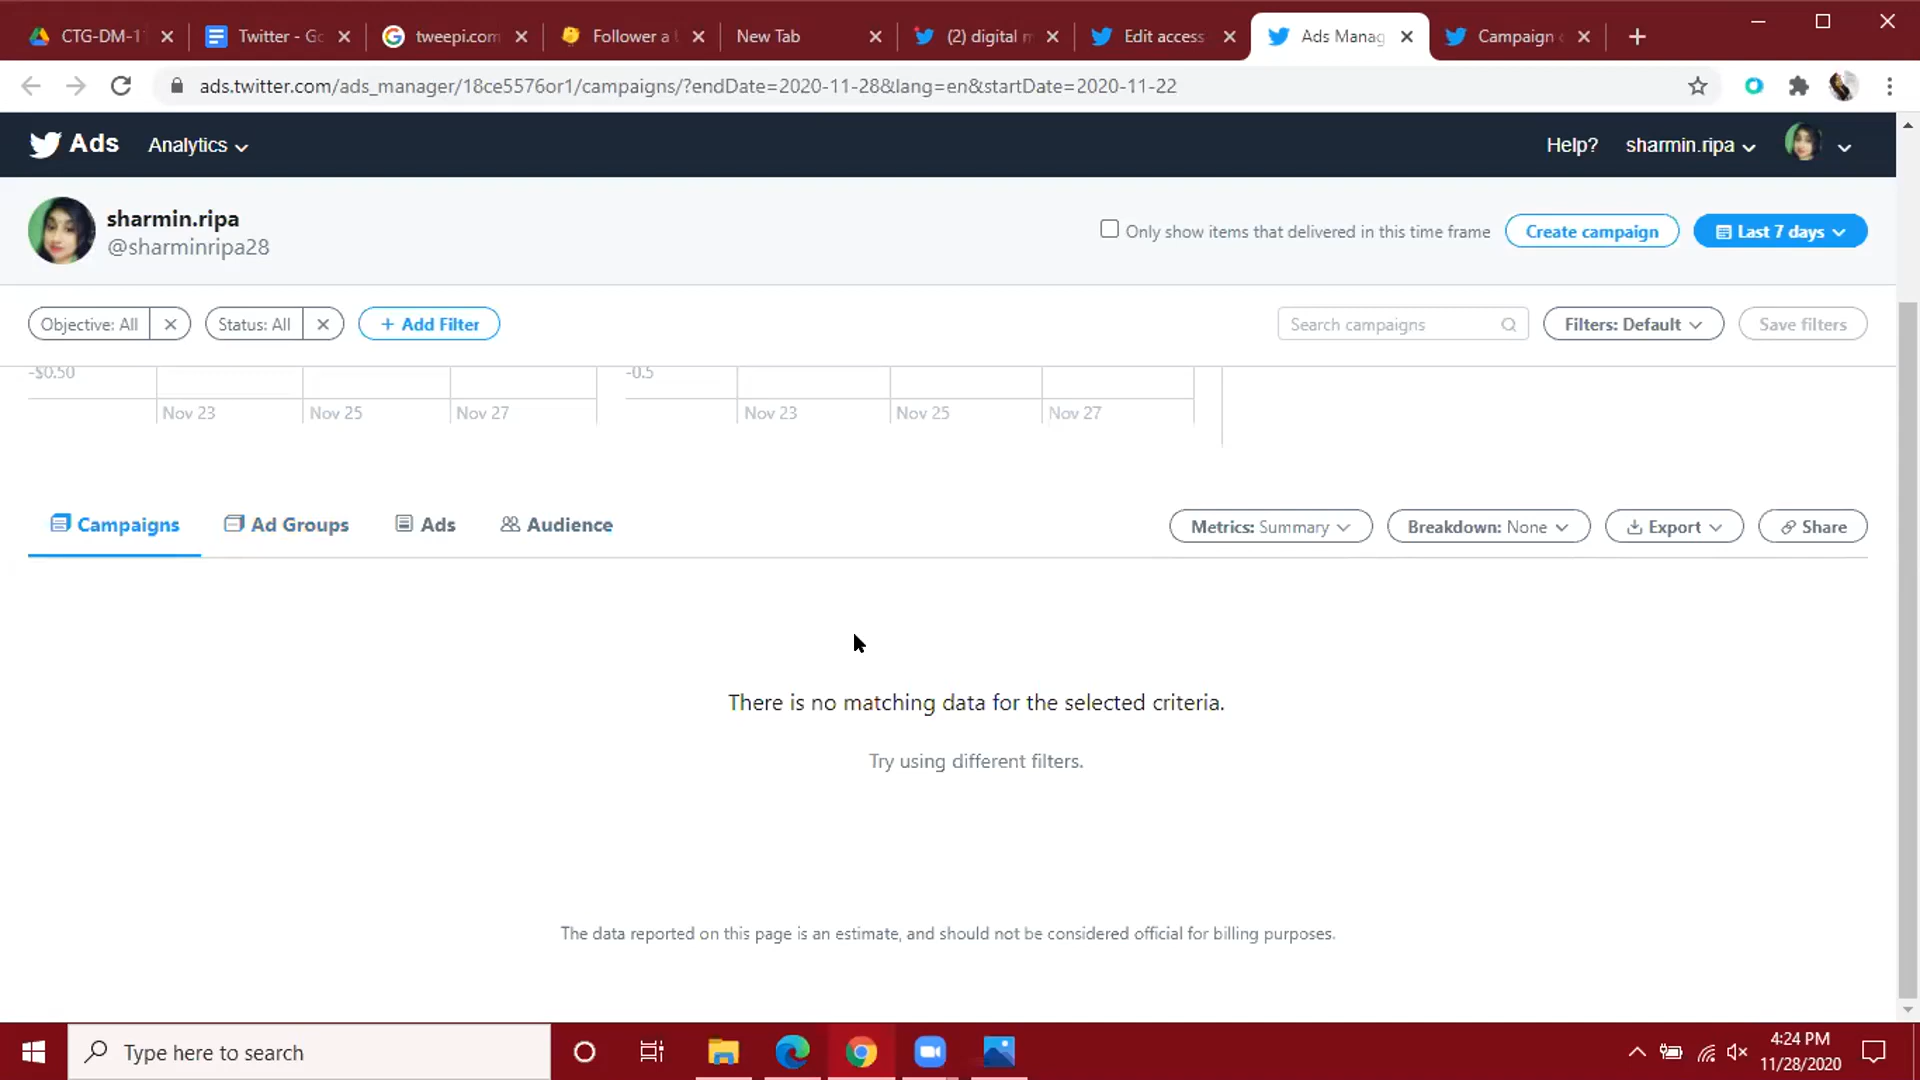 CTG-DM-1
Twitter - Go
tweepi.com
Follower a
New Tab
(2) digital m
Edit access
Ads Manag
Campaign
ads.twitter.com/ads_manager/18ce5576or1/campaigns/?endDate=2020-11-28&lang=en&startDate=2020-11-22
Ads
Analytics
Help?
sharmin.ripa
sharmin.ripa
@sharminripa28
Only show items that delivered in this time frame
Create campaign
Last 7 days
Objective: All
Status: All
+ Add Filter
Search campaigns
Filters: Default
Save filters
-$0.50
-0.5
Nov 23
Nov 25
Nov 27
Nov 23
Nov 25
Nov 27
Campaigns
Ad Groups
Ads
Audience
Metrics: Summary
Breakdown: None
Export
Share
There is no matching data for the selected criteria.
Try using different filters.
The data reported on this page is an estimate, and should not be considered official for billing purposes.
Type here to search
4:24 PM
11/28/2020